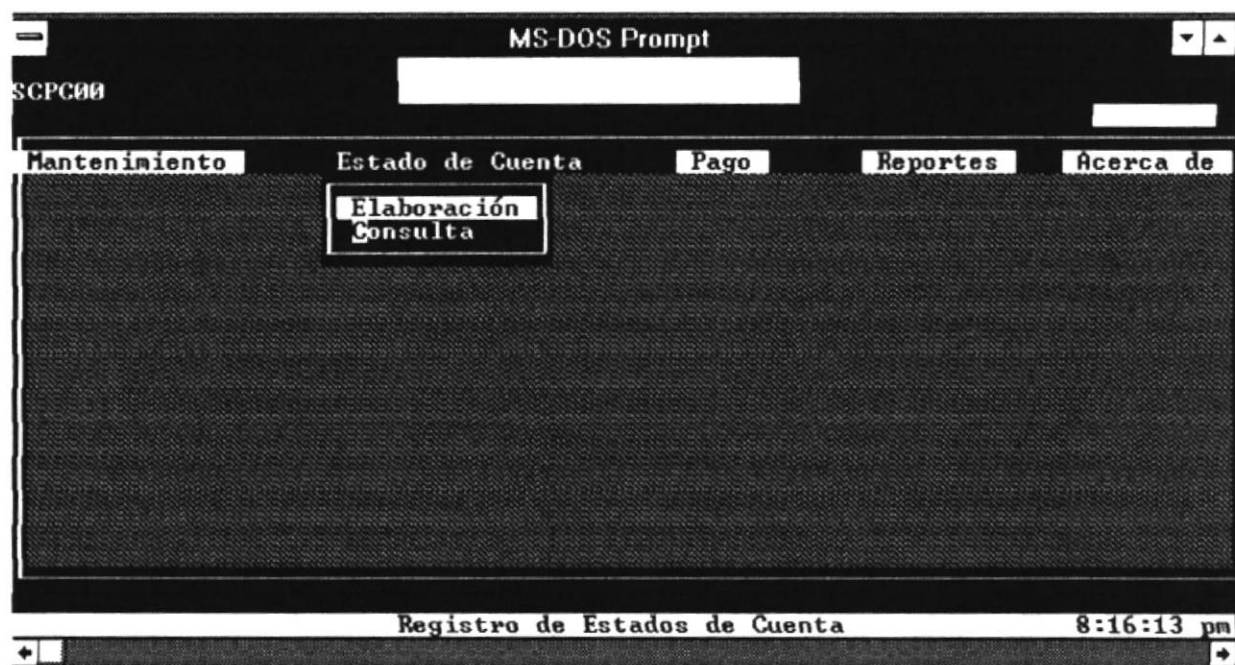 MS-DOS Prompt
SCPC00
Mantenimiento Estado de Cuenta Pago Reportes Acerca de
Elaboración
Consulta
Registro de Estados de Cuenta 8:16:13 pm